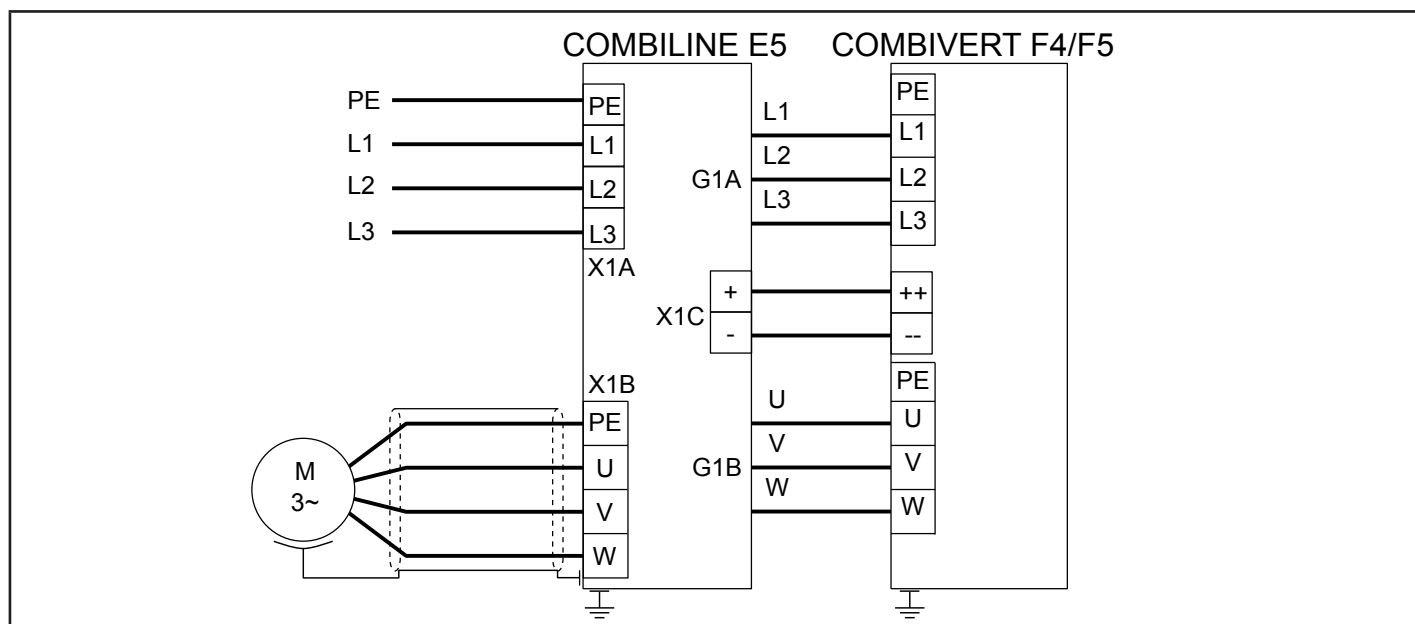 COMBILINE E5
COMBIVERT F4/F5
PE
L1
L2
L3
PE
L1
L2
L3
X1A
G1A
L1
L2
L3
PE
L1
L2
L3
X1C
+
-
++
--
X1B
PE
U
V
W
M
3~
G1B
U
V
W
PE
U
V
W